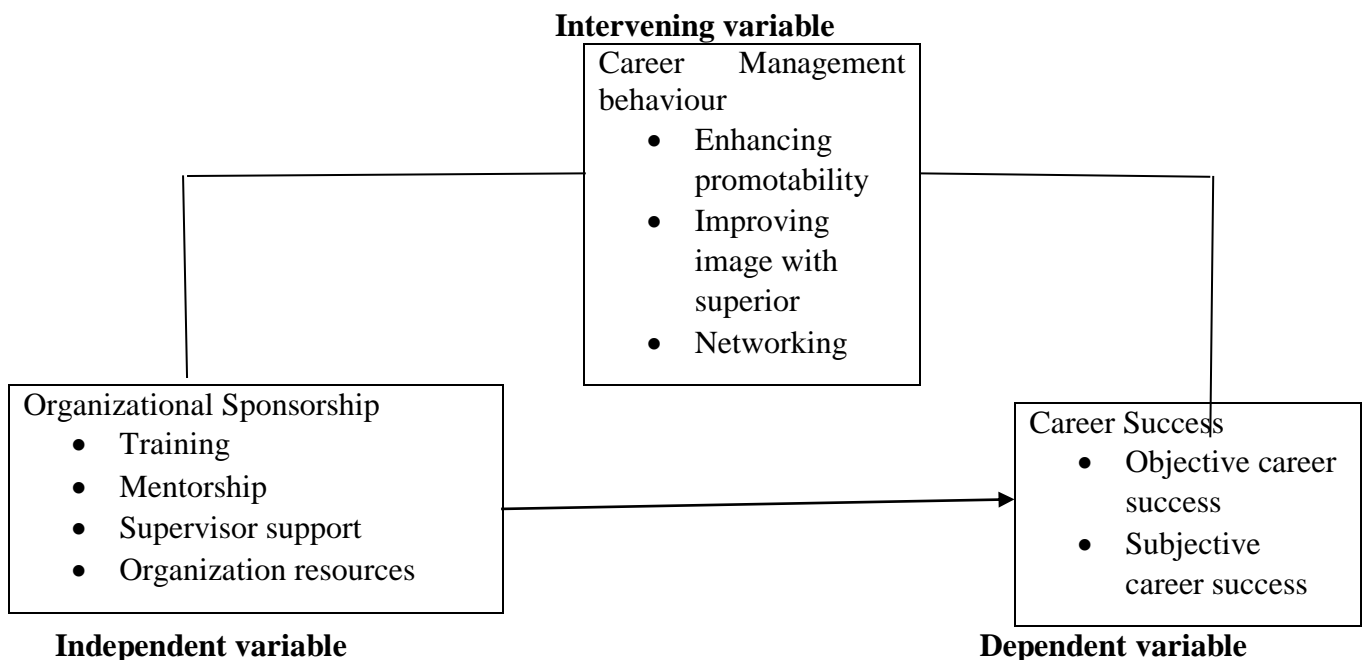 Intervening variable
Career Management
behaviour
• Enhancing
promotability
• Improving
image with
superior
• Networking
Organizational Sponsorship
• Training
• Mentorship
• Supervisor support
• Organization resources
Career Success
• Objective career
success
• Subjective
career success
Independent variable
Dependent variable